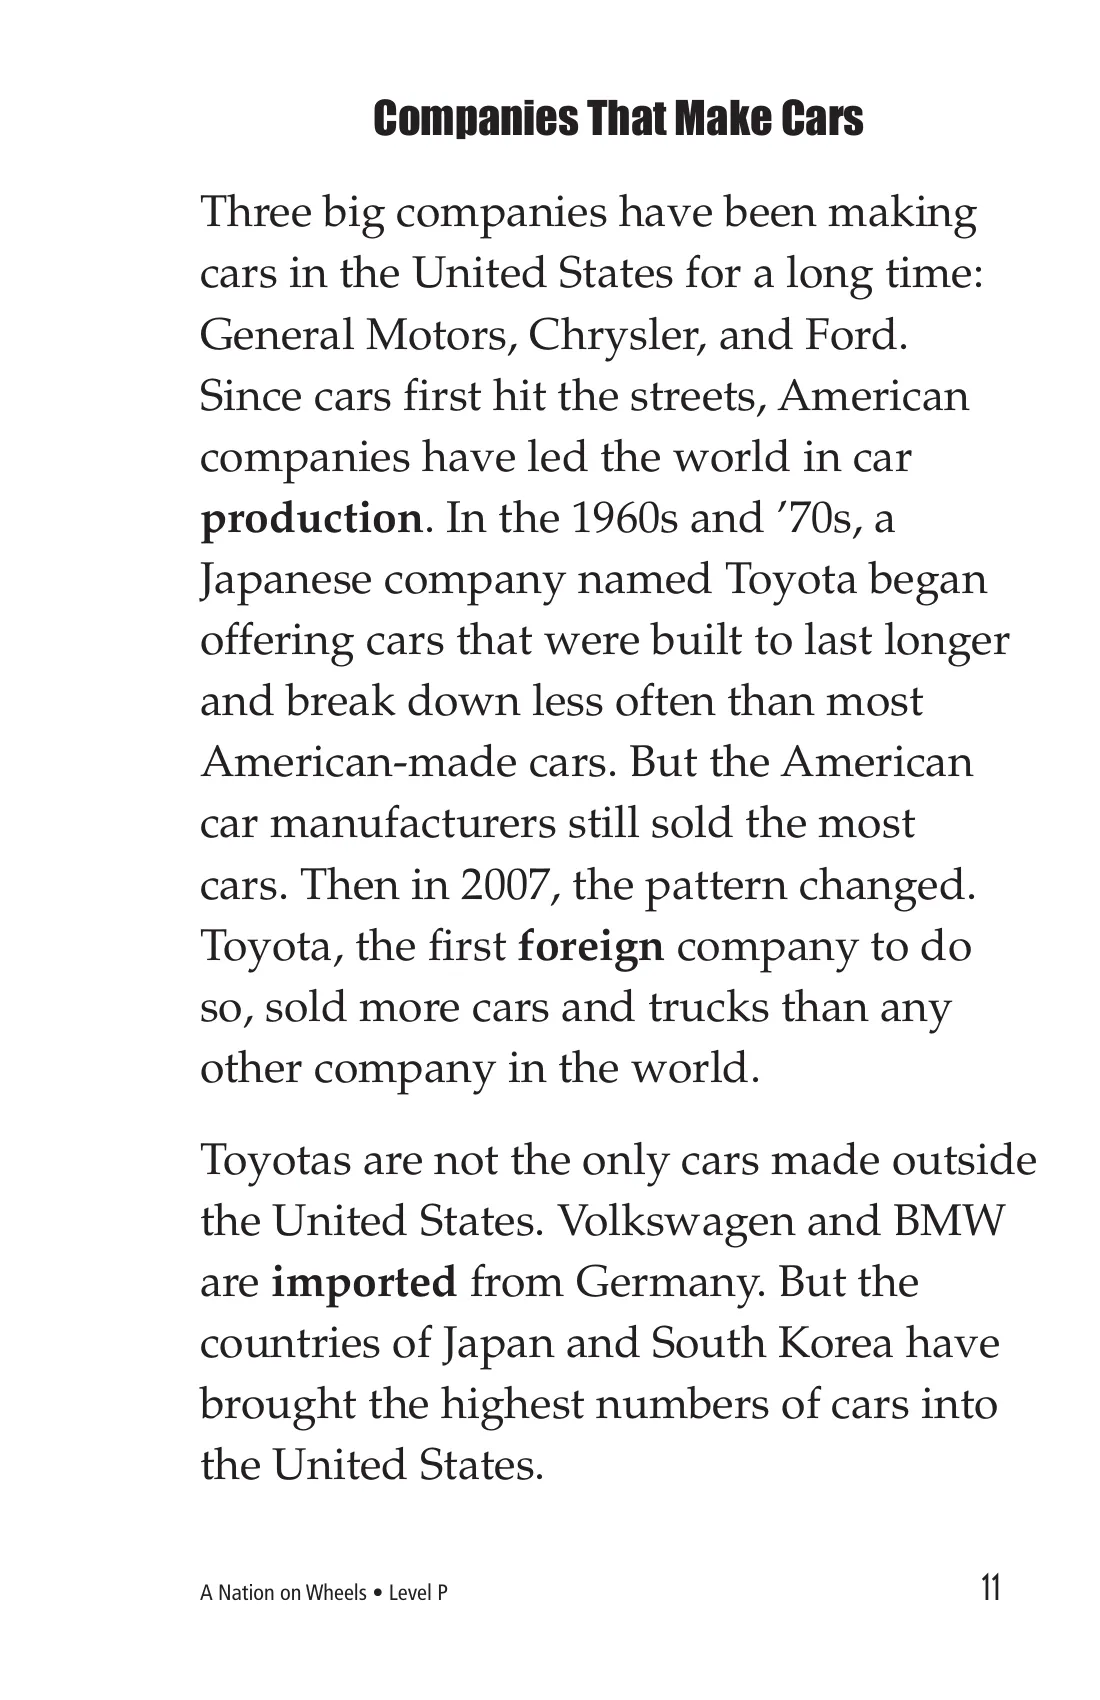 Companies That Make Cars
Three big companies have been making
cars in the United States for a long time:
General Motors, Chrysler, and Ford.
Since cars first hit the streets, American
companies have led the world in car
production. In the 1960s and ’70s, a
Japanese company named Toyota began
offering cars that were built to last longer
and break down less often than most
American-made cars. But the American
car manufacturers still sold the most
cars. Then in 2007, the pattern changed.
Toyota, the first foreign company to do
so, sold more cars and trucks than any
other company in the world.
Toyotas are not the only cars made outside
the United States. Volkswagen and BMW
are imported from Germany. But the
countries of Japan and South Korea have
brought the highest numbers of cars into
the United States.
A Nation on Wheels • Level P
11